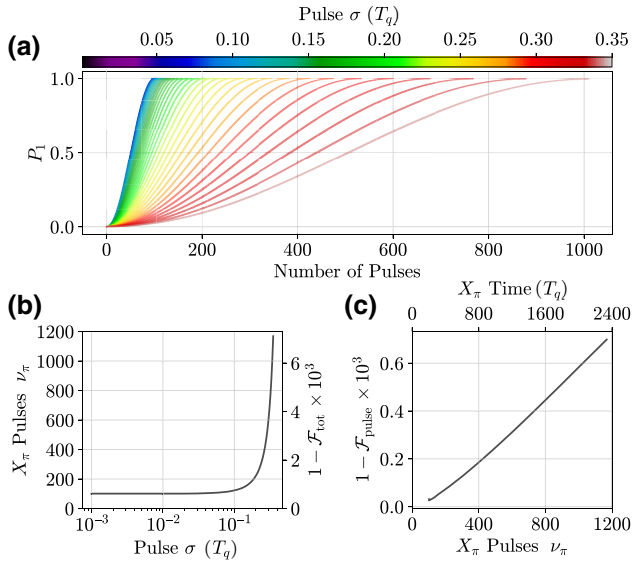 Pulse σ (T_q)
(a)
0.05 0.10 0.15 0.20 0.25 0.30 0.35
1.0
0.5
0.0
P_1
0 200 400 600 800 1000
Number of Pulses
(b)
1200
1000
800
600
400
200
0
X_π Pulses ν_π
6
4
2
0
1 − F_tot × 10^3
10^−3 10^−2 10^−1
Pulse σ (T_q)
(c)
X_π Time (T_q)
0 800 1600 2400
0.6
0.4
0.2
0.0
1 − F_pulse × 10^3
0 400 800 1200
X_π Pulses ν_π